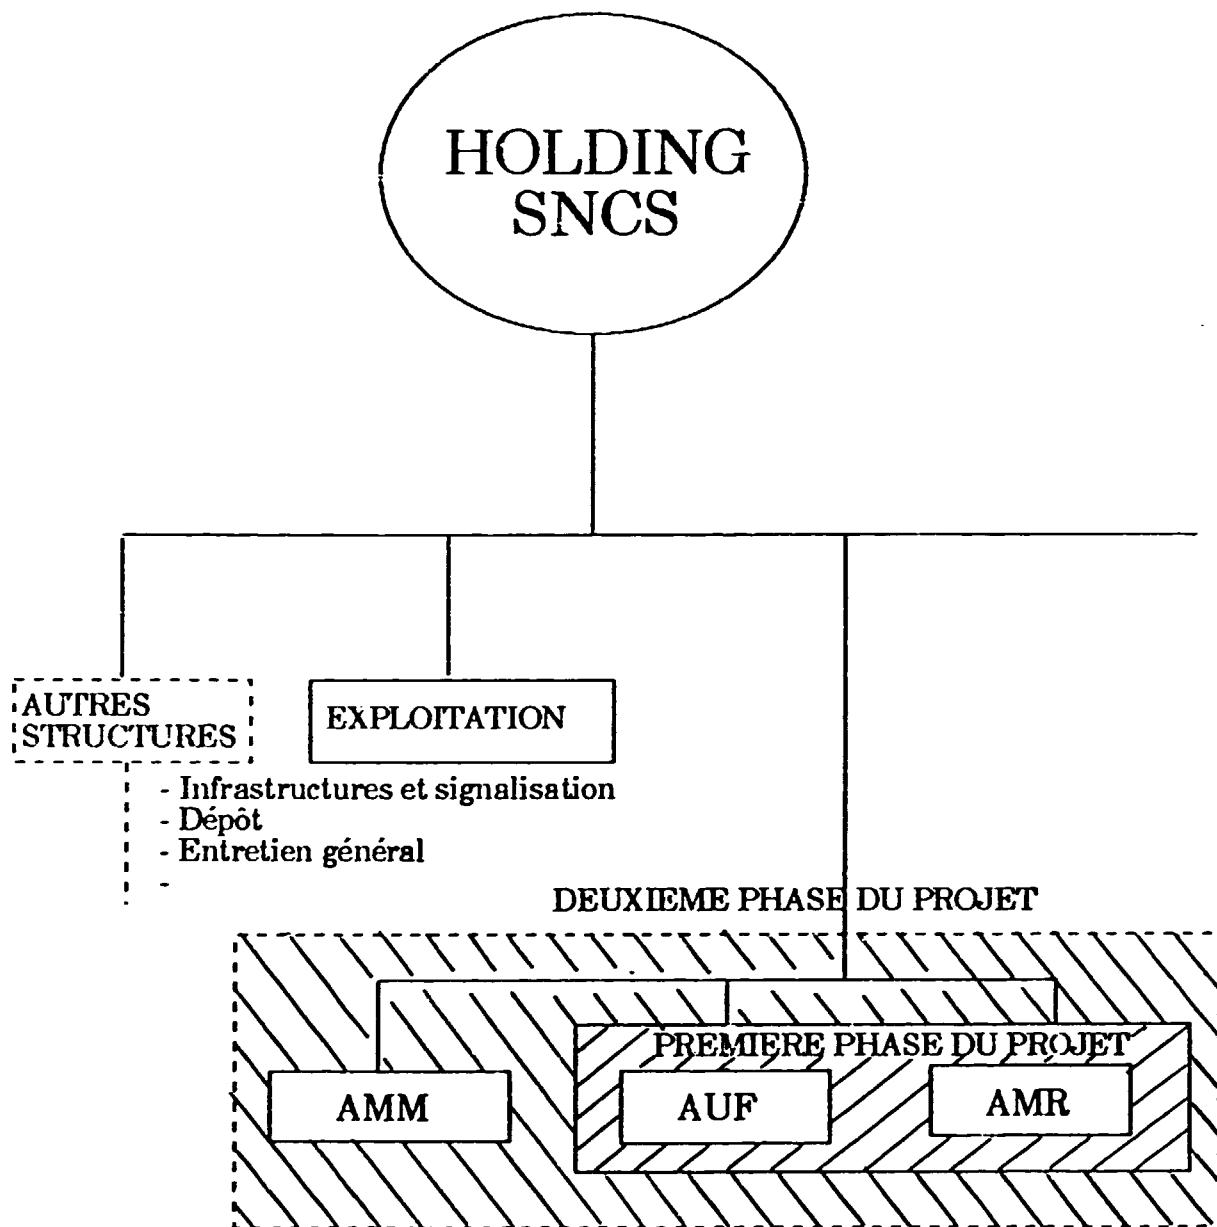 HOLDING
SNCS
AUTRES
STRUCTURES
EXPLOITATION
- Infrastructures et signalisation
- Dépôt
- Entretien général
-
DEUXIEME PHASE DU PROJET
PREMIERE PHASE DU PROJET
AMM
AUF
AMR